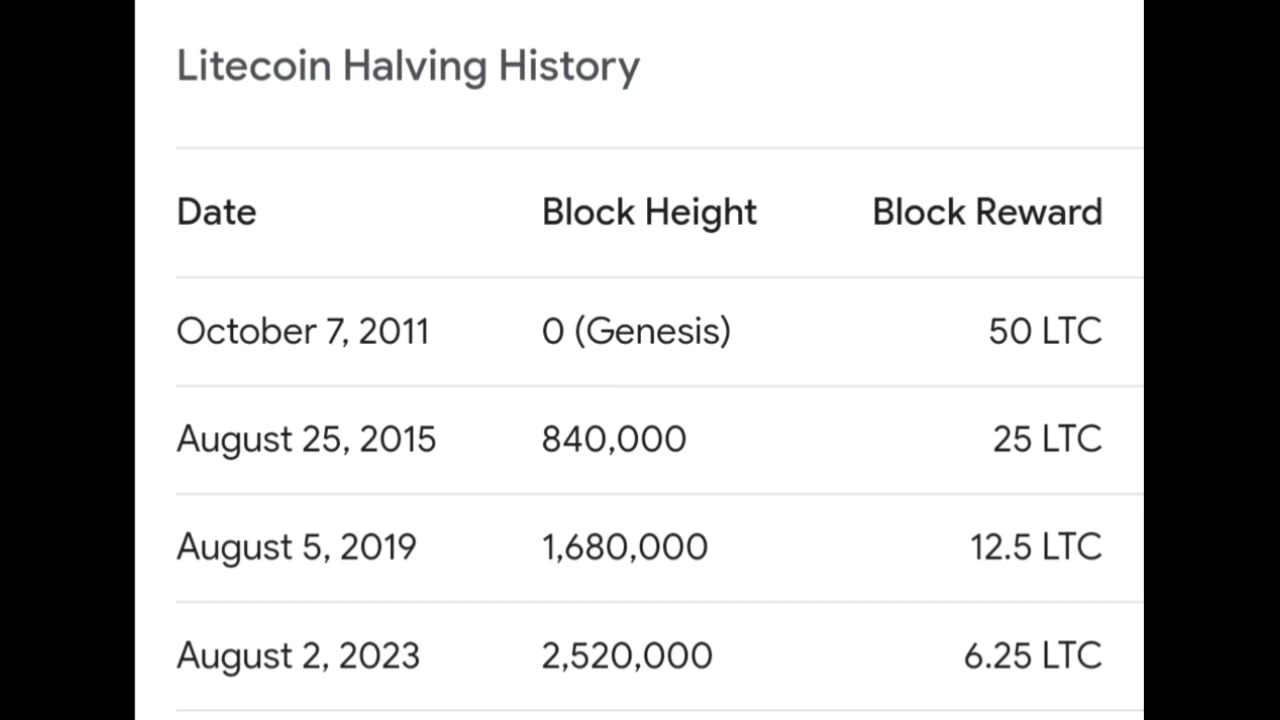 Litecoin Halving History
Date Block Height Block Reward
October 7, 2011 0 (Genesis) 50 LTC
August 25, 2015 840,000 25 LTC
August 5, 2019 1,680,000 12.5 LTC
August 2, 2023 2,520,000 6.25 LTC